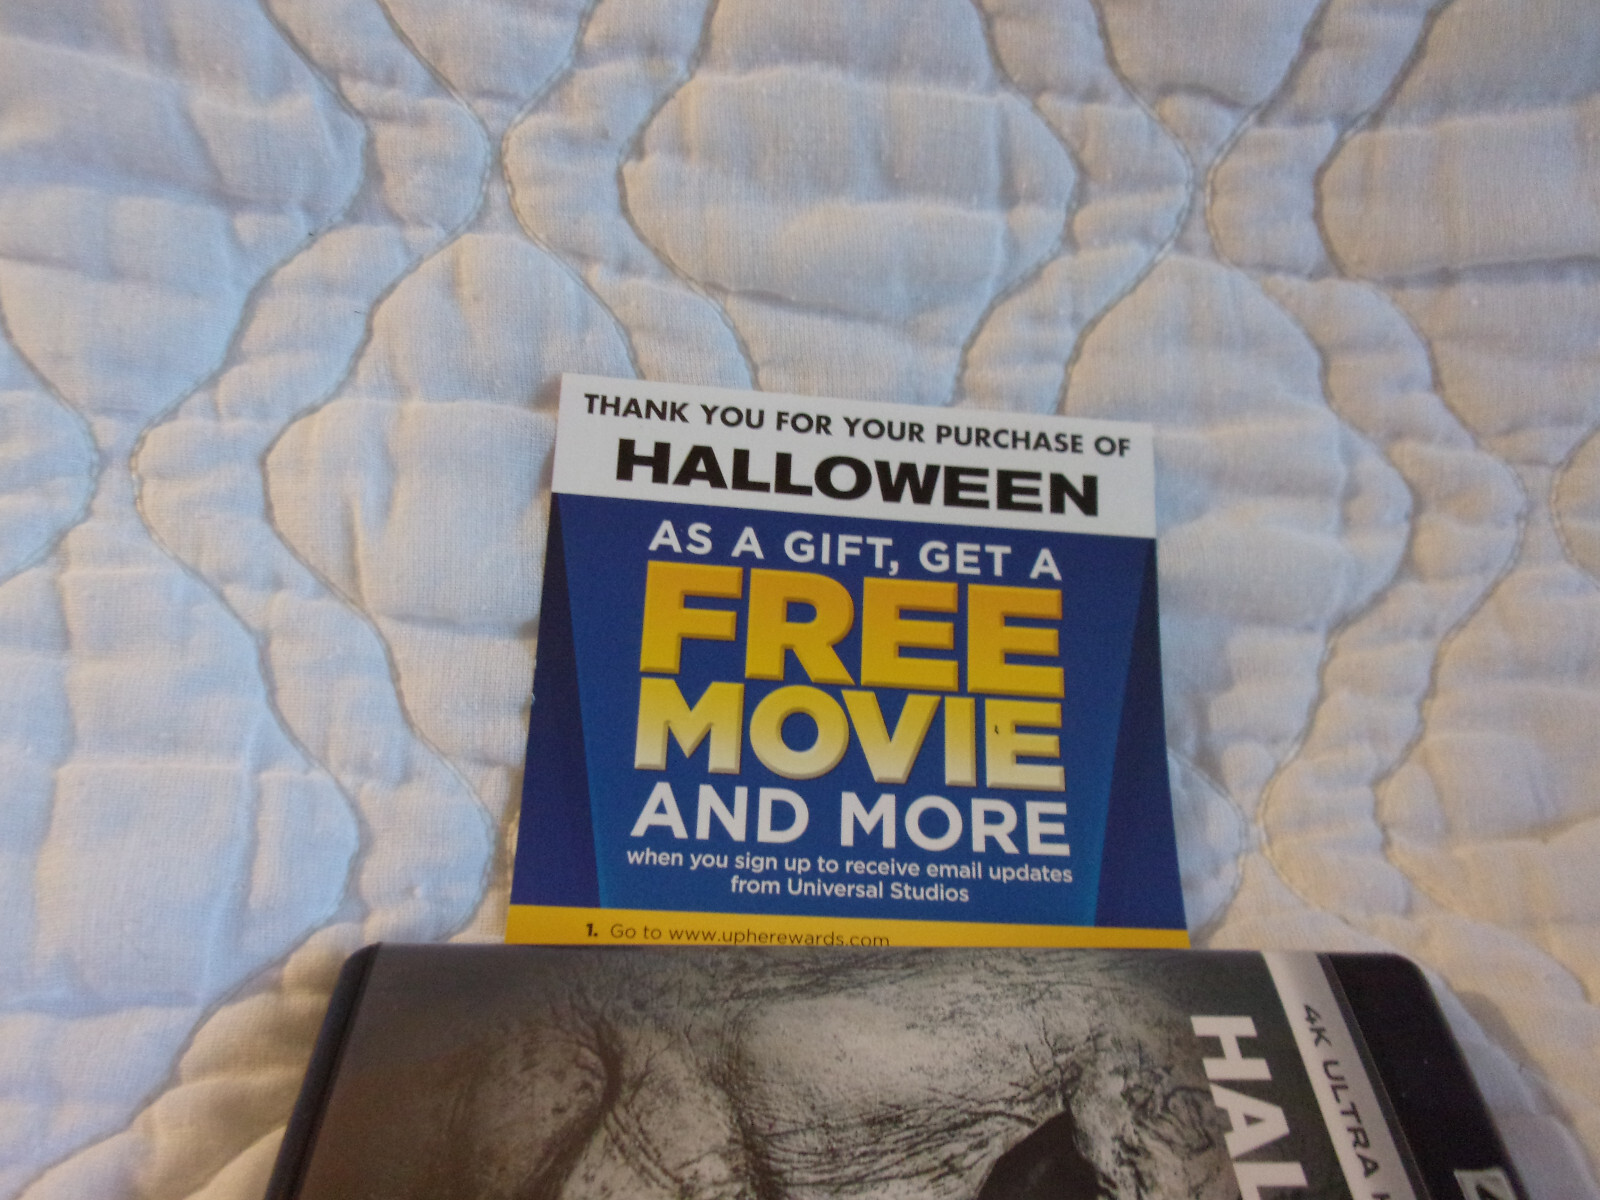 THANK YOU FOR YOUR PURCHASE OF
HALLOWEEN
AS A GIFT, GET A
FREE
MOVIE
AND MORE
when you sign up to receive email updates
from Universal Studios
1. Go to www.upherewards.com
4K ULTRA
HAL